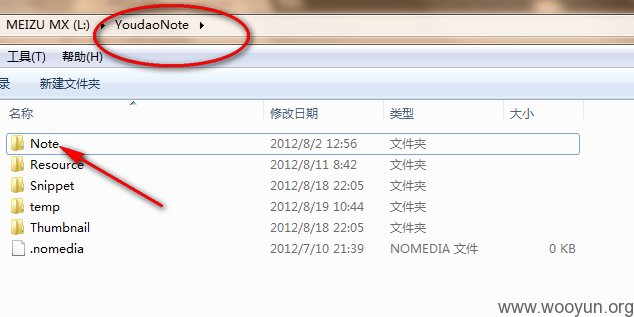 MEIZU MX (L:) YoudaoNote
工具(T) 帮助(H)
录 新建文件夹
名称 修改日期 类型 大小
Note 2012/8/2 12:56 文件夹
Resource 2012/8/11 8:42 文件夹
Snippet 2012/8/18 22:05 文件夹
temp 2012/8/19 10:44 文件夹
Thumbnail 2012/8/18 22:05 文件夹
.nomedia 2012/7/10 21:39 NOMEDIA 文件 0 KB
www.wooyun.org